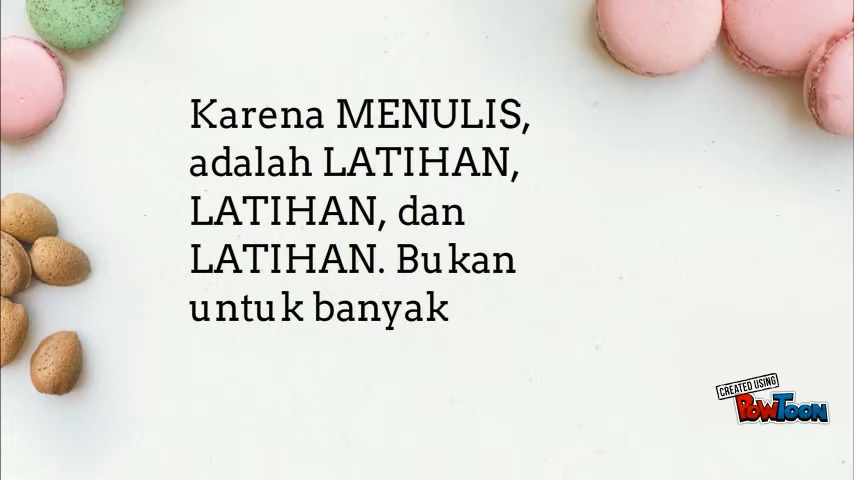 Karena MENULIS,
adalah LATIHAN,
LATIHAN, dan
LATIHAN. Bukan
untuk banyak
CREATED USING
POWTOON